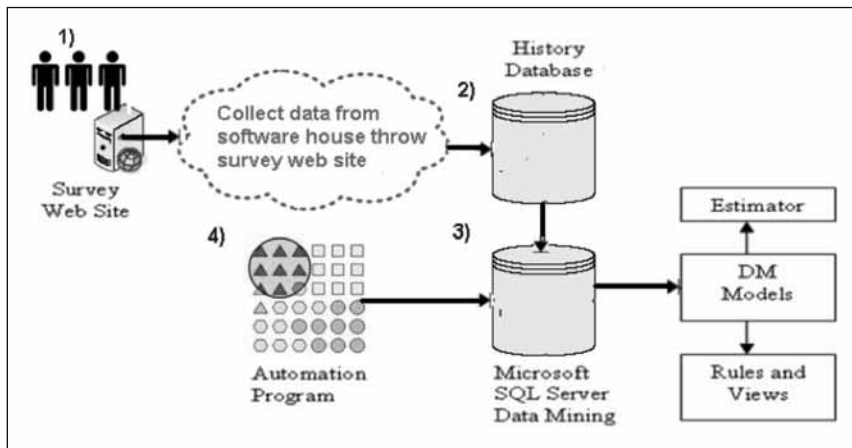 1)
Survey
Web Site
Collect data from
software house throw
survey web site
2)
History
Database
3)
Microsoft
SQL Server
Data Mining
4)
Automation
Program
Estimator
DM
Models
Rules and
Views